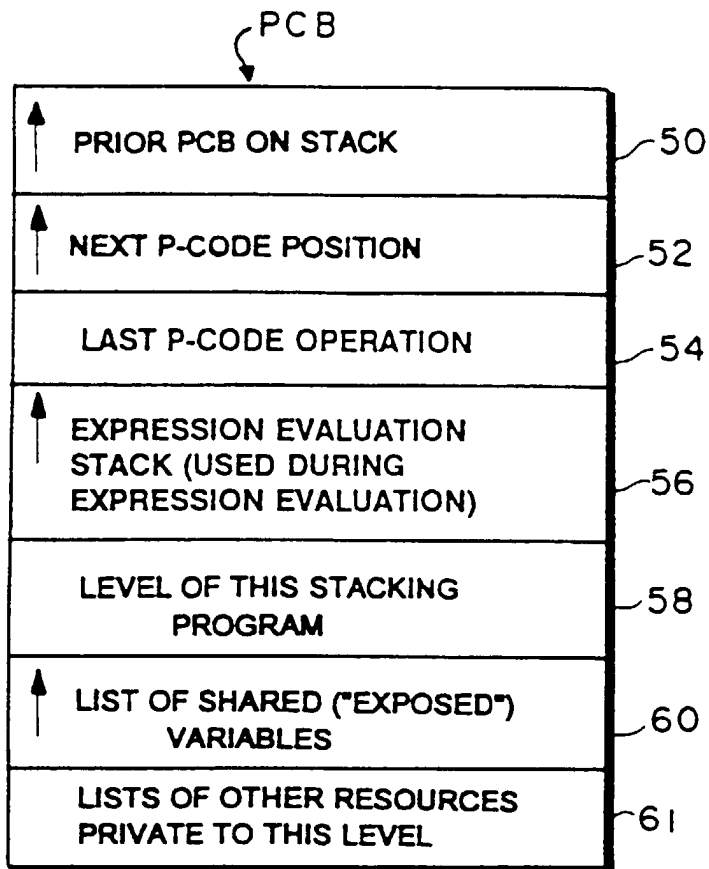 PCB
PRIOR PCB ON STACK
50
NEXT P-CODE POSITION
52
LAST P-CODE OPERATION
54
EXPRESSION EVALUATION
STACK (USED DURING
EXPRESSION EVALUATION)
56
LEVEL OF THIS STACKING
PROGRAM
58
LIST OF SHARED ("EXPOSED")
VARIABLES
60
LISTS OF OTHER RESOURCES
PRIVATE TO THIS LEVEL
61